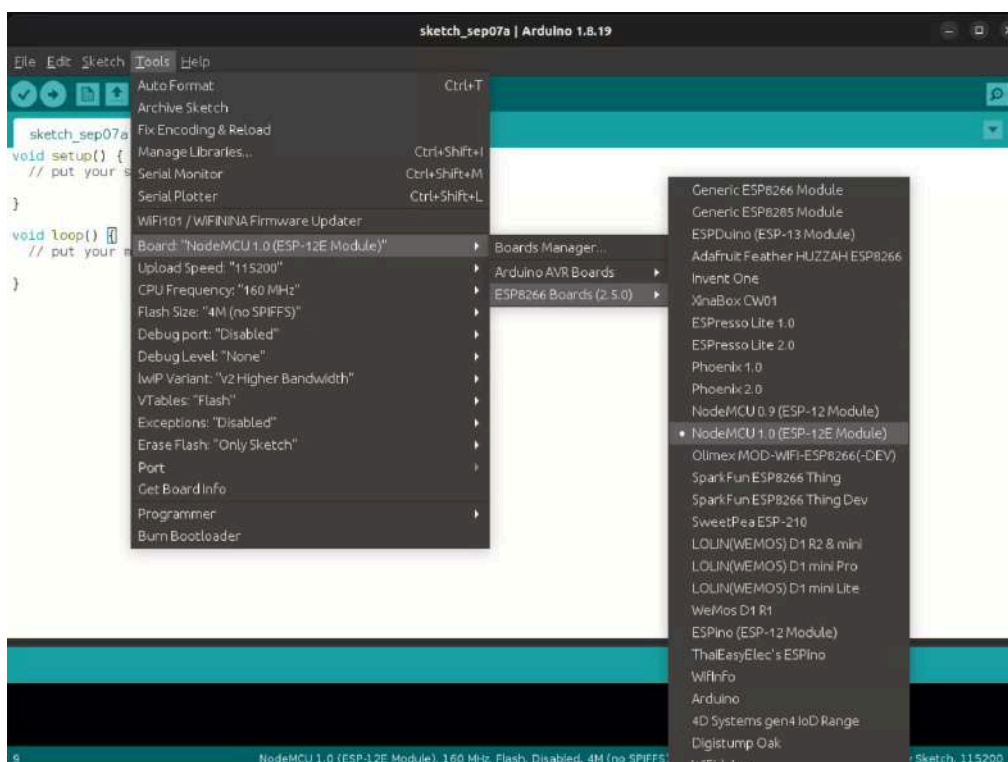 sketch_sep07a | Arduino 1.8.19
File Edit Sketch Tools Help
sketch_sep07a
void setup() {
// put your s
}
void loop() {
// put your m
}
Auto Format Ctrl+T
Archive Sketch
Fix Encoding & Reload
Manage Libraries... Ctrl+Shift+I
Serial Monitor Ctrl+Shift+M
Serial Plotter Ctrl+Shift+L
WiFi101 / WiFiNINA Firmware Updater
Board: "NodeMCU 1.0 (ESP-12E Module)"
Upload Speed: "115200"
CPU Frequency: "160 MHz"
Flash Size: "4M (no SPIFFS)"
Debug port: "Disabled"
Debug Level: "None"
lwIP Variant: "v2 Higher Bandwidth"
VTables: "Flash"
Exceptions: "Disabled"
Erase Flash: "Only Sketch"
Port
Get Board Info
Programmer
Burn Bootloader
Boards Manager...
Arduino AVR Boards
ESP8266 Boards (2.5.0)
Generic ESP8266 Module
Generic ESP8285 Module
ESPDuino (ESP-13 Module)
Adafruit Feather HUZZAH ESP8266
Invent One
XinaBox CW01
ESPresso Lite 1.0
ESPresso Lite 2.0
Phoenix 1.0
Phoenix 2.0
NodeMCU 0.9 (ESP-12 Module)
NodeMCU 1.0 (ESP-12E Module)
Olimex MOD-WIFI-ESP8266(-DEV)
SparkFun ESP8266 Thing
SparkFun ESP8266 Thing Dev
SweetPea ESP-210
LOLIN(WEMOS) D1 R2 & mini
LOLIN(WEMOS) D1 mini Pro
LOLIN(WEMOS) D1 mini Lite
WeMos D1 R1
ESPino (ESP-12 Module)
ThaiEasyElec's ESPino
WifInfo
Arduino
4D Systems gen4 IoD Range
Digistump Oak
9 NodeMCU 1.0 (ESP-12E Module), 160 MHz, Flash, Disabled, 4M (no SPIFFS) Sketch, 115200